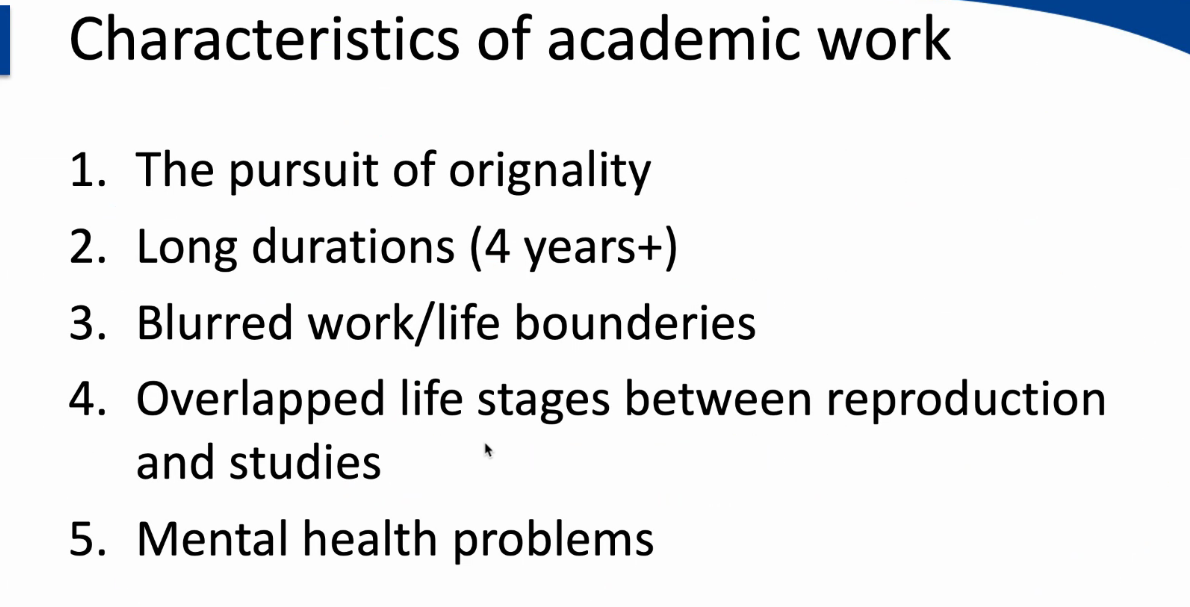 Characteristics of academic work
1. The pursuit of orignality
2. Long durations (4 years+)
3. Blurred work/life bounderies
4. Overlapped life stages between reproduction
and studies
5. Mental health problems